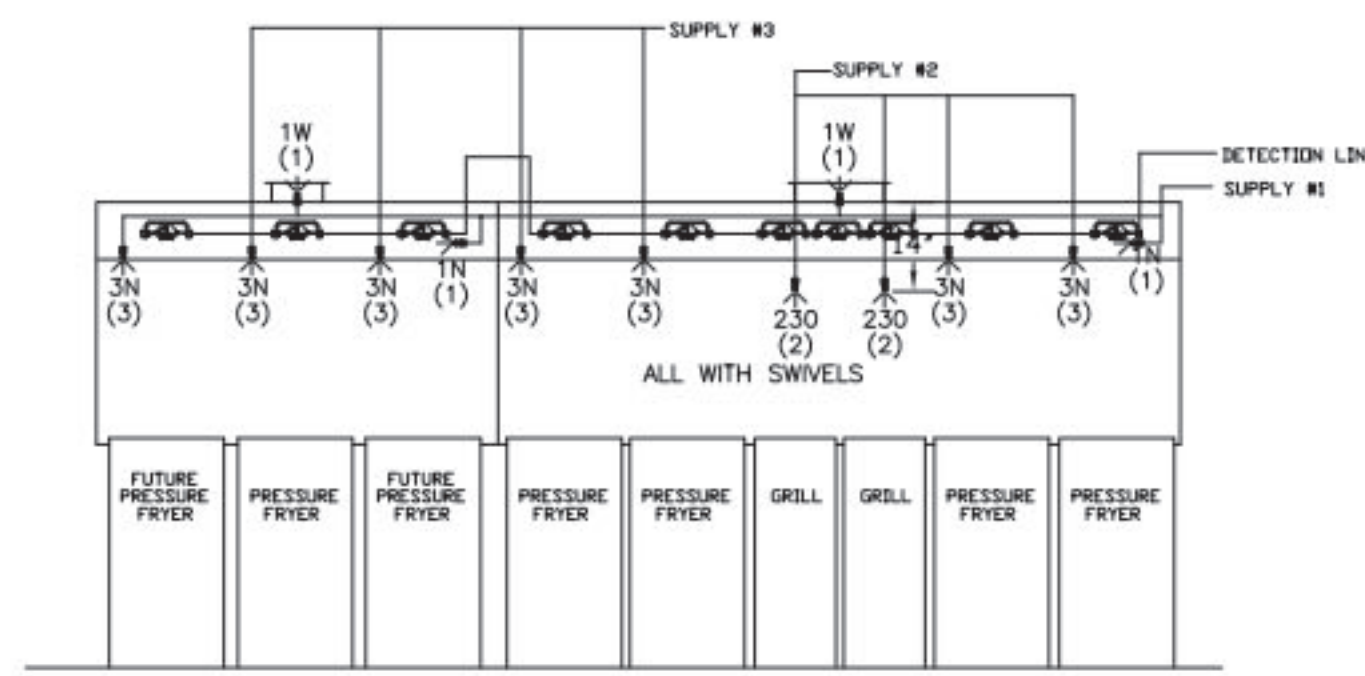 SUPPLY #3
SUPPLY #2
1W
(1)
1W
(1)
DETECTION LIN
SUPPLY #1
14"
3N
(3)
3N
(3)
3N
(3)
1N
(1)
3N
(3)
3N
(3)
230
(2)
230
(2)
3N
(3)
3N
(3)
1N
(1)
ALL WITH SWIVELS
FUTURE
PRESSURE
FRYER
PRESSURE
FRYER
FUTURE
PRESSURE
FRYER
PRESSURE
FRYER
PRESSURE
FRYER
GRILL
GRILL
PRESSURE
FRYER
PRESSURE
FRYER